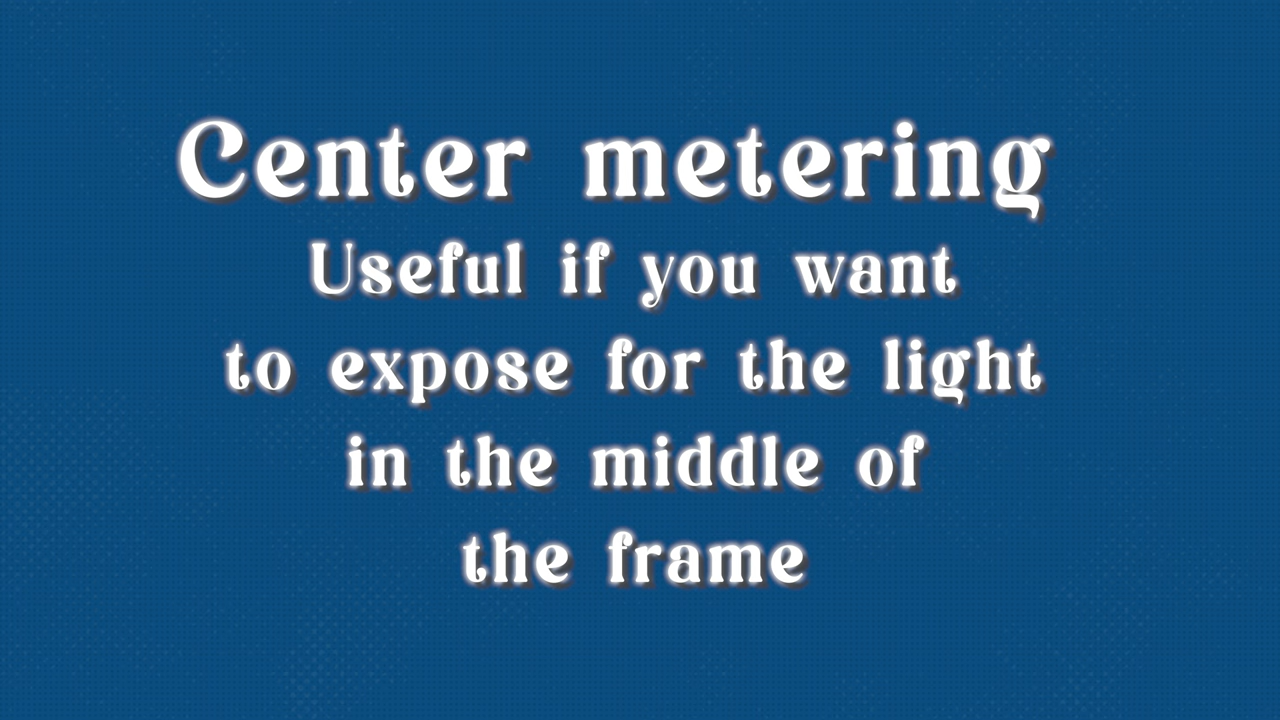 Center metering
Useful if you want
to expose for the light
in the middle of
the frame